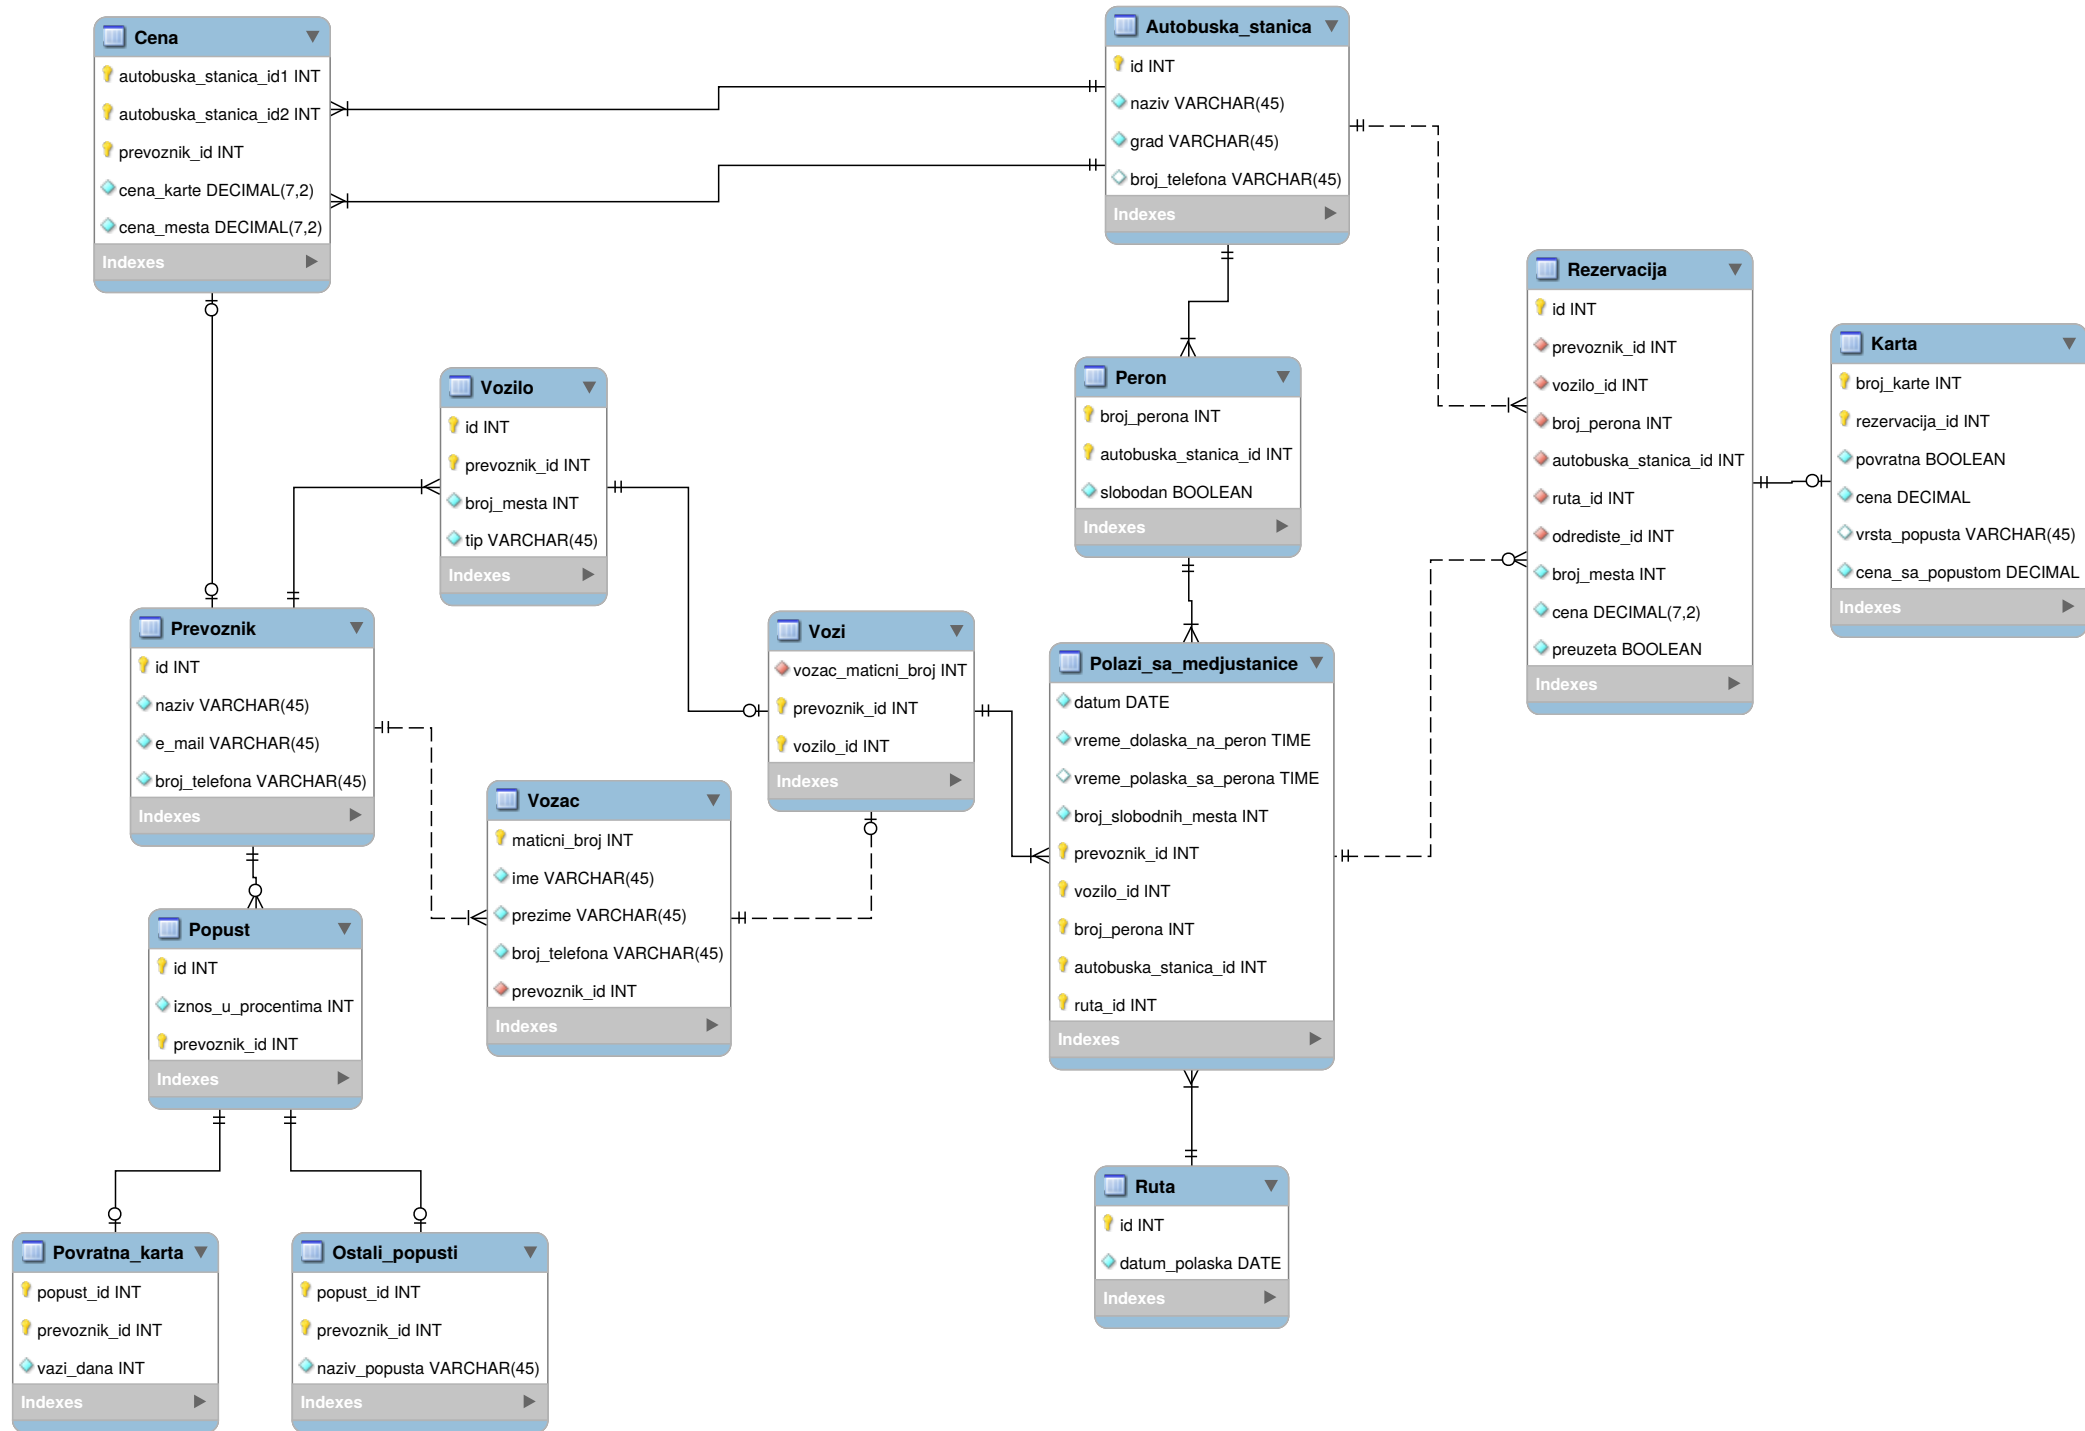 Cena
autobuska_stanica_id1 INT
autobuska_stanica_id2 INT
prevoznik_id INT
cena_karte DECIMAL(7,2)
cena_mesta DECIMAL(7,2)
Indexes
Autobuska_stanica
id INT
naziv VARCHAR(45)
grad VARCHAR(45)
broj_telefona VARCHAR(45)
Indexes
Rezervacija
id INT
prevoznik_id INT
vozilo_id INT
broj_perona INT
autobuska_stanica_id INT
ruta_id INT
odrediste_id INT
broj_mesta INT
cena DECIMAL(7,2)
preuzeta BOOLEAN
Indexes
Karta
broj_karte INT
rezervacija_id INT
povratna BOOLEAN
cena DECIMAL
vrsta_popusta VARCHAR(45)
cena_sa_popustom DECIMAL
Indexes
Vozilo
id INT
prevoznik_id INT
broj_mesta INT
tip VARCHAR(45)
Indexes
Peron
broj_perona INT
autobuska_stanica_id INT
slobodan BOOLEAN
Indexes
Prevoznik
id INT
naziv VARCHAR(45)
e_mail VARCHAR(45)
broj_telefona VARCHAR(45)
Indexes
Vozi
vozac_maticni_broj INT
prevoznik_id INT
vozilo_id INT
Indexes
Polazi_sa_medjustanice
datum DATE
vreme_dolaska_na_peron TIME
vreme_polaska_sa_perona TIME
broj_slobodnih_mesta INT
prevoznik_id INT
vozilo_id INT
broj_perona INT
autobuska_stanica_id INT
ruta_id INT
Indexes
Vozac
maticni_broj INT
ime VARCHAR(45)
prezime VARCHAR(45)
broj_telefona VARCHAR(45)
prevoznik_id INT
Indexes
Popust
id INT
iznos_u_procentima INT
prevoznik_id INT
Indexes
Ruta
id INT
datum_polaska DATE
Indexes
Povratna_karta
popust_id INT
prevoznik_id INT
vazi_dana INT
Indexes
Ostali_popusti
popust_id INT
prevoznik_id INT
naziv_popusta VARCHAR(45)
Indexes